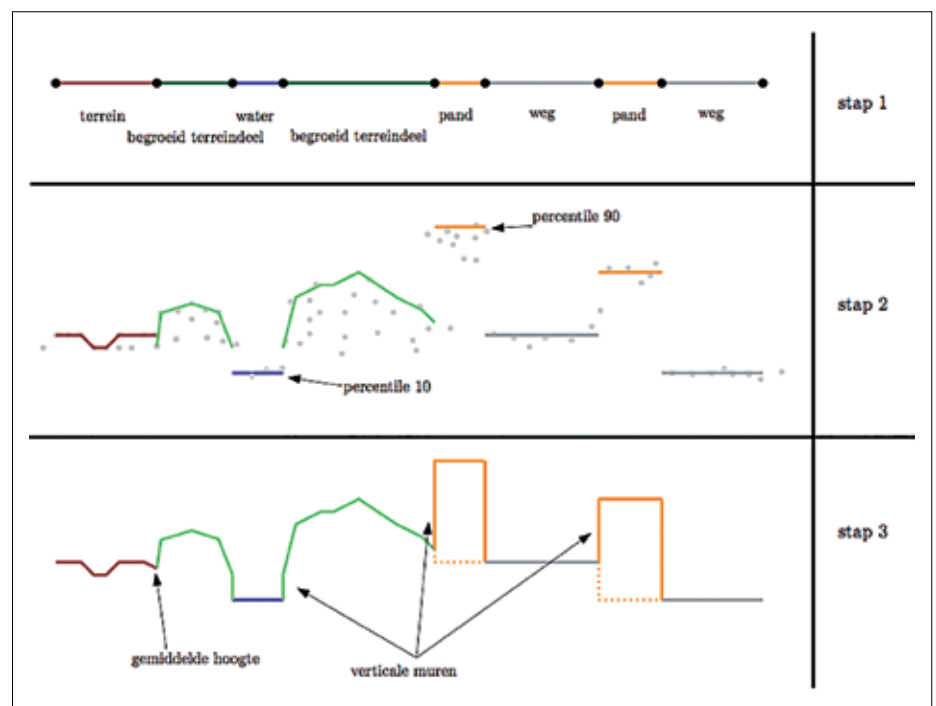 terrein
begroeid terreindeel
water
begroeid terreindeel
pand
weg
pand
weg
stap 1
percentile 90
percentile 10
stap 2
gemiddelde hoogte
verticale muren
stap 3